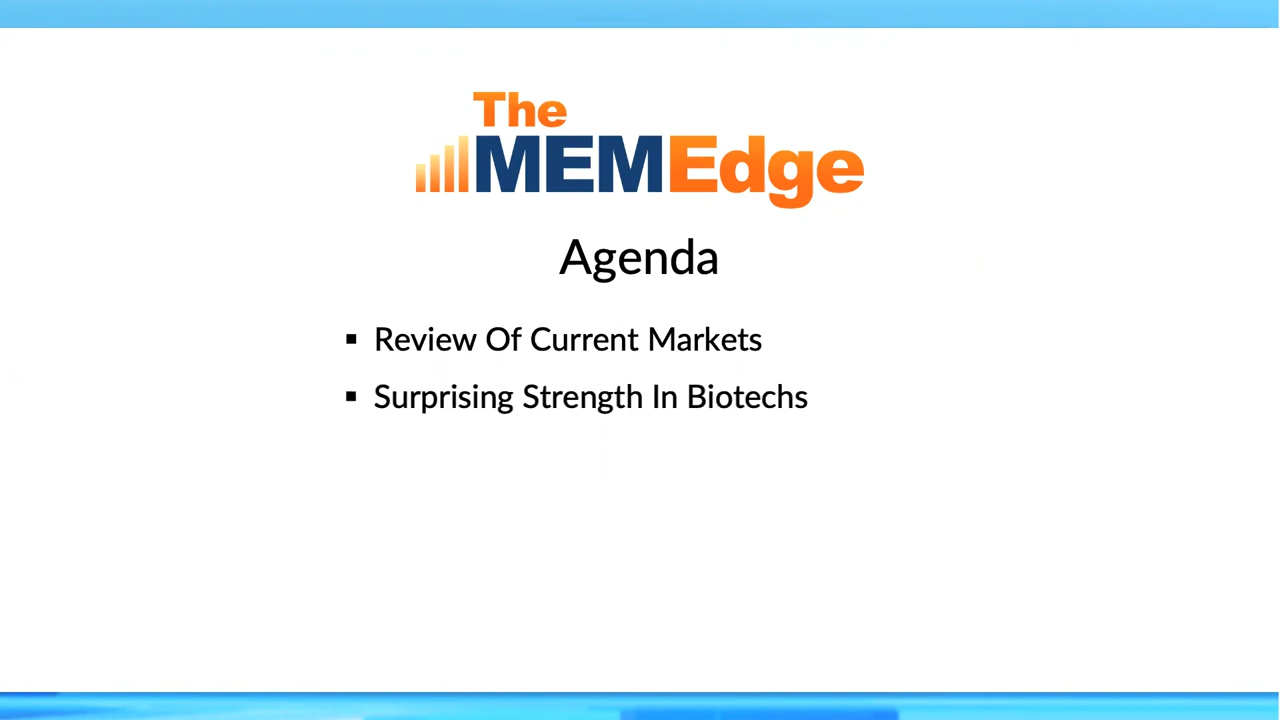 The
MEMEdge
Agenda
▪ Review Of Current Markets
▪ Surprising Strength In Biotechs